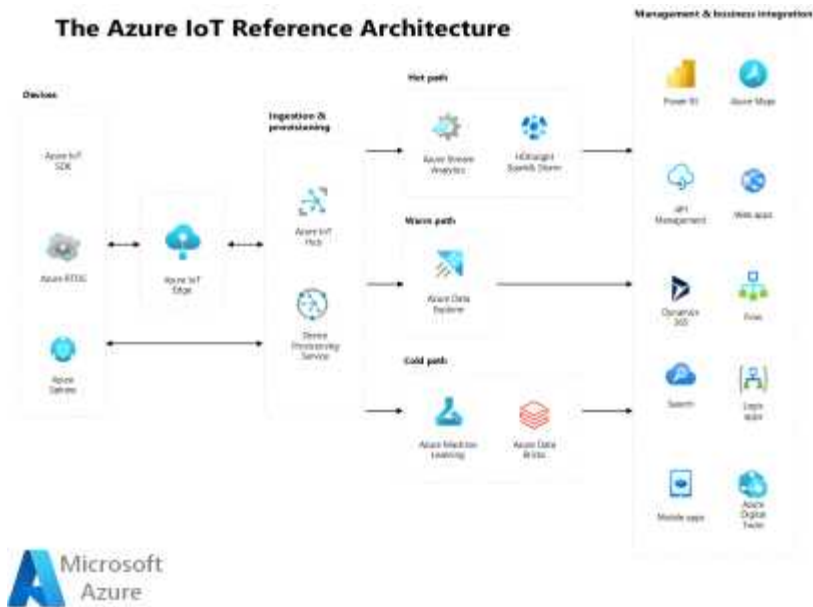 The Azure IoT Reference Architecture
Management & business integration
Devices
Azure IoT
SDK
Azure RTOS
Azure
Sphere
Azure IoT
Edge
Ingestion &
provisioning
Azure IoT
Hub
Device
Provisioning
Service
Hot path
Azure Stream
Analytics
HDInsight
Spark& Storm
Warm path
Azure Data
Explorer
Cold path
Azure Machine
Learning
Azure Data
Bricks
Power BI
Azure Maps
API
Management
Web apps
Dynamics
365
Flow
Search
Logic
apps
Mobile apps
Azure
Digital
Twins
Microsoft
Azure